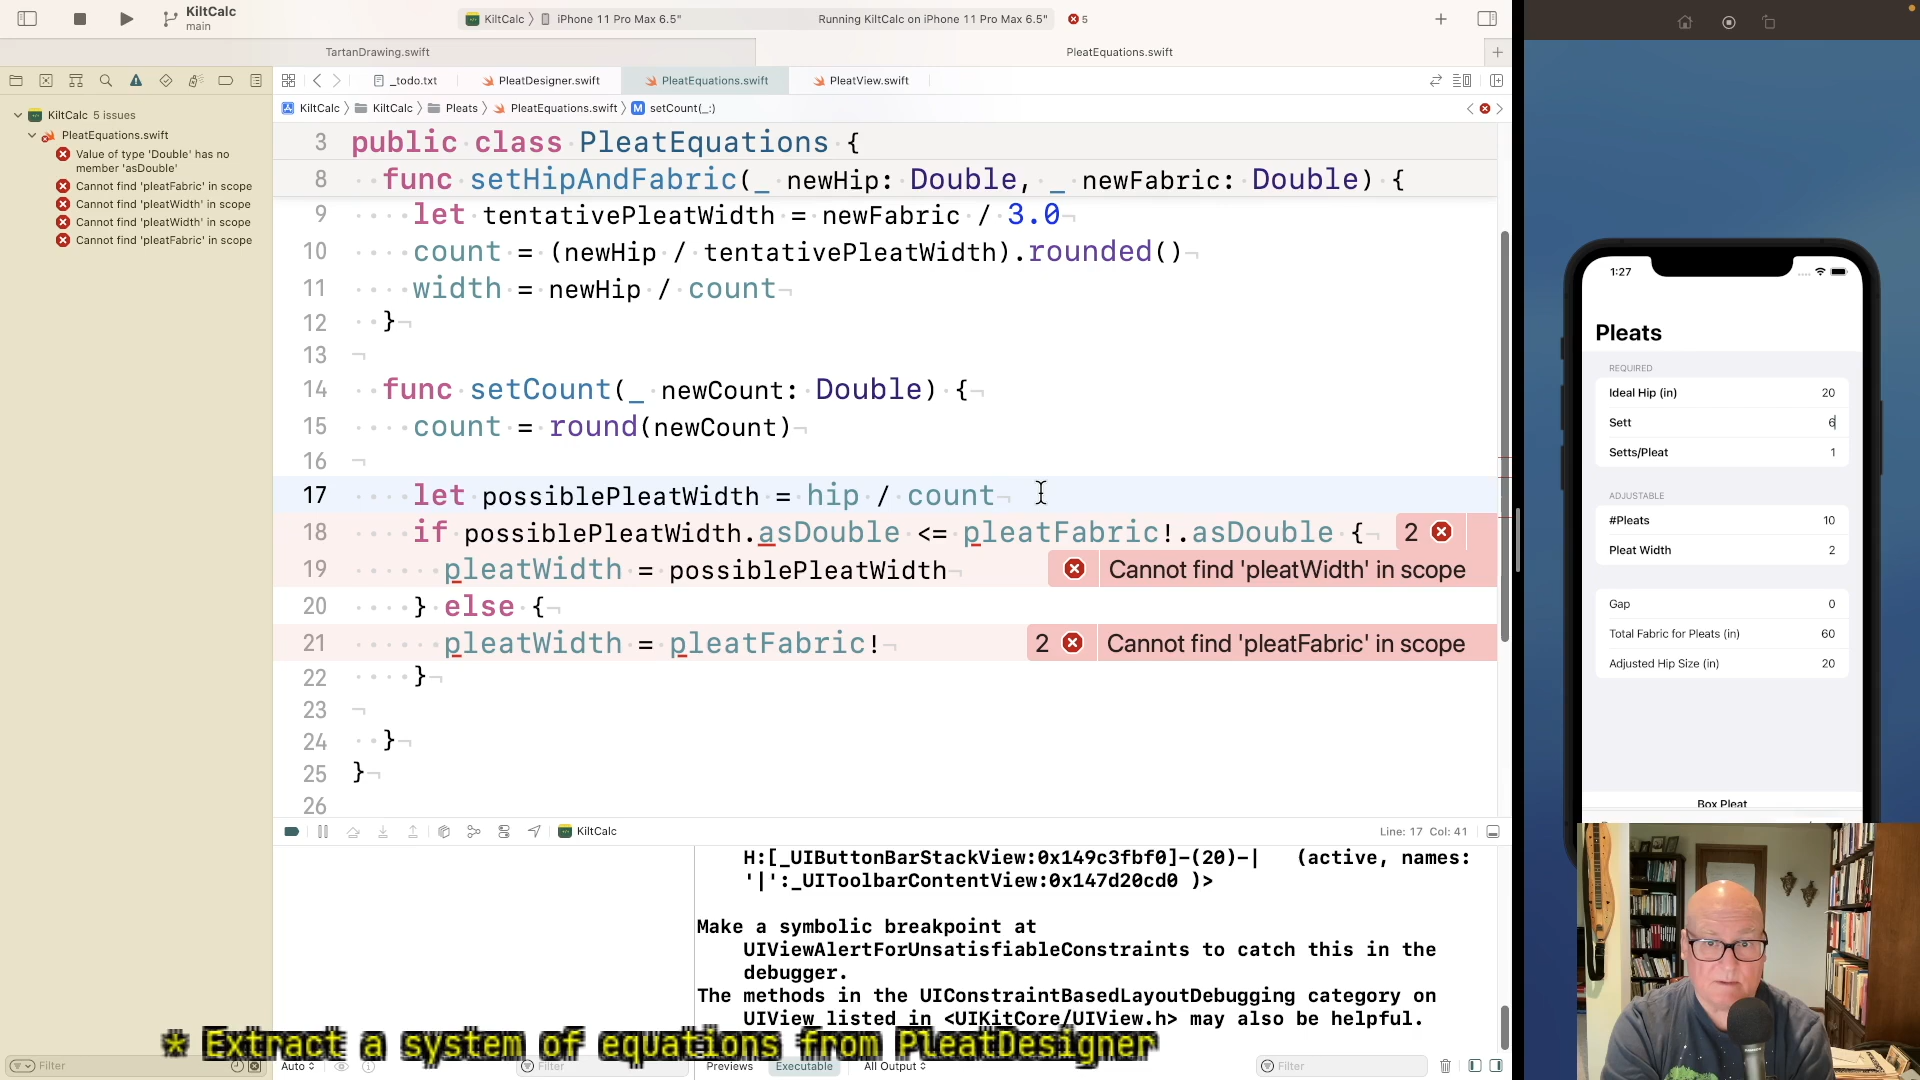 KiltCalc
main
KiltCalc
iPhone 11 Pro Max 6.5"
Running KiltCalc on iPhone 11 Pro Max 6.5"
5
TartanDrawing.swift
PleatEquations.swift
_todo.txt
PleatDesigner.swift
PleatEquations.swift
PleatView.swift
KiltCalc
KiltCalc
Pleats
PleatEquations.swift
M setCount(_:)
KiltCalc 5 issues
PleatEquations.swift
Value of type 'Double' has no
member 'asDouble'
Cannot find 'pleatFabric' in scope
Cannot find 'pleatWidth' in scope
Cannot find 'pleatWidth' in scope
Cannot find 'pleatFabric' in scope
3 public class PleatEquations {
8 func setHipAndFabric(_ newHip: Double, _ newFabric: Double) {
9 let tentativePleatWidth = newFabric / 3.0
10 count = (newHip / tentativePleatWidth).rounded()
11 width = newHip / count
12 }
13
14 func setCount(_ newCount: Double) {
15 count = round(newCount)
16
17 let possiblePleatWidth = hip / count
18 if possiblePleatWidth.asDouble <= pleatFabric!.asDouble { 2
19 pleatWidth = possiblePleatWidth Cannot find 'pleatWidth' in scope
20 } else {
21 pleatWidth = pleatFabric! 2 Cannot find 'pleatFabric' in scope
22 }
23
24 }
25 }
26
KiltCalc
Line: 17 Col: 41
H:[_UIButtonBarStackView:0x149c3fbf0]-(20)-| (active, names:
'|':_UIToolbarContentView:0x147d20cd0 )>
Make a symbolic breakpoint at
UIViewAlertForUnsatisfiableConstraints to catch this in the
debugger.
The methods in the UIConstraintBasedLayoutDebugging category on
UIView listed in <UIKitCore/UIView.h> may also be helpful.
* Extract a system of equations from PleatDesigner
Filter
Auto
Filter
Previews
Executable
All Output
Filter
1:27
Pleats
REQUIRED
Ideal Hip (in) 20
Sett 6
Setts/Pleat 1
ADJUSTABLE
#Pleats 10
Pleat Width 2
Gap 0
Total Fabric for Pleats (in) 60
Adjusted Hip Size (in) 20
Box Pleat